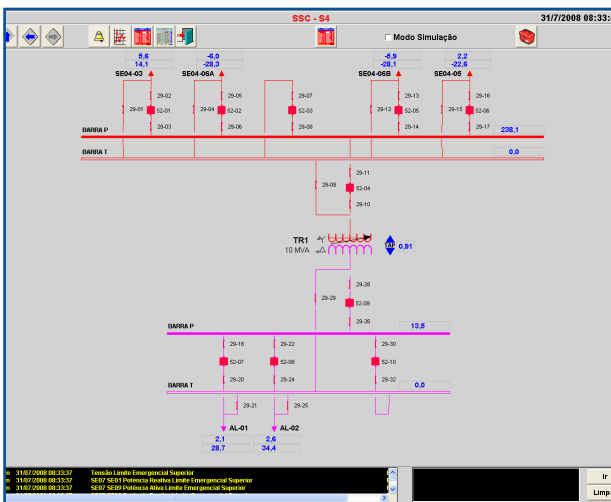 SSC - S4
31/7/2008 08:33:
Modo Simulação
5,6 -6,0 -5,9 2,2
14,1 -28,3 -28,1 -22,6
SE04-03 SE04-06A SE04-06B SE04-05
29-02 29-05 29-07 29-13 29-16
29-01 52-01 29-04 52-02 52-03 29-12 52-05 29-15 52-06
29-03 29-06 29-08 29-14 29-17
BARRA P 238,1
BARRA T 0,0
29-11
29-09 52-04
29-10
TR1 TAP 0,91
10 MVA
29-28
29-29 52-09
29-26
BARRA P 13,5
29-18 29-22 29-30
52-07 52-08 52-10
29-20 29-24 29-32
BARRA T 0,0
29-21 29-25
AL-01 AL-02
2,1 2,6
28,7 34,4
31/07/2008 08:33:37 Tensão Limite Emergencial Superior
31/07/2008 08:33:37 SE07 SE01 Potência Reativa Limite Emergencial Superior
31/07/2008 08:33:37 SE07 SE09 Potência Ativa Limite Emergencial Superior
Ir
Limp